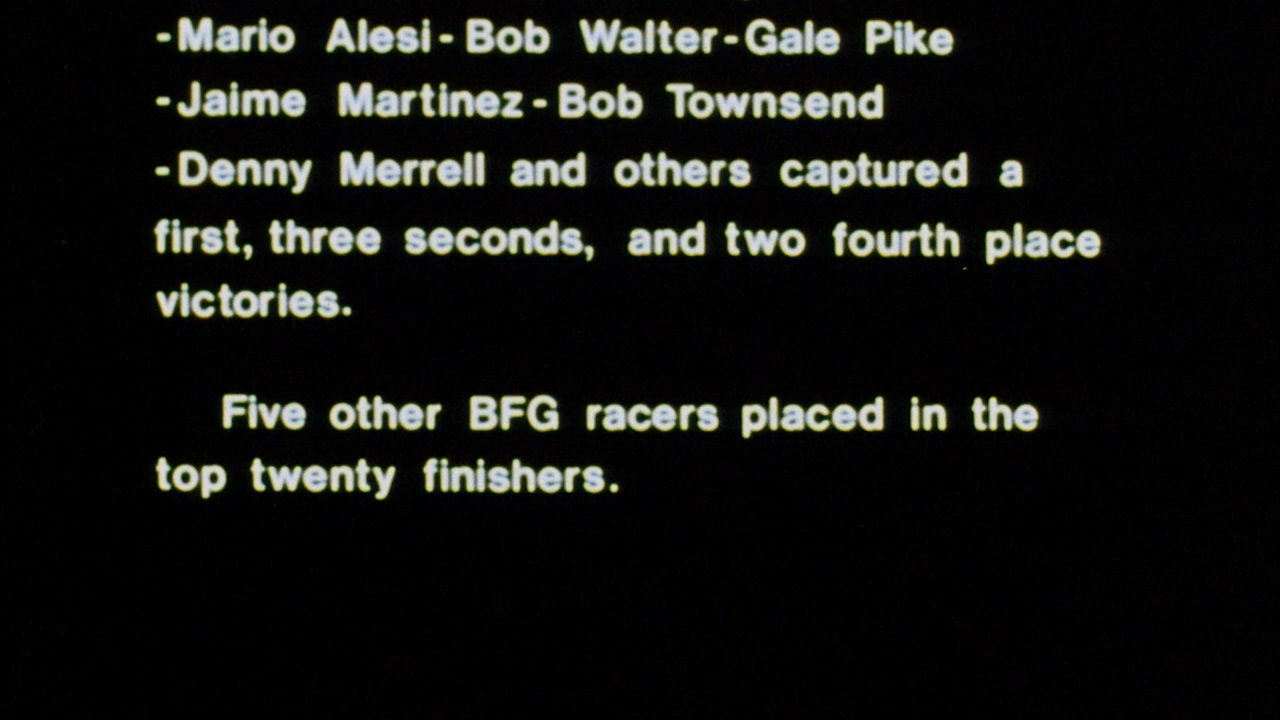 -Mario Alesi-Bob Walter-Gale Pike
-Jaime Martinez-Bob Townsend
-Denny Merrell and others captured a
first, three seconds, and two fourth place
victories.
Five other BFG racers placed in the
top twenty finishers.